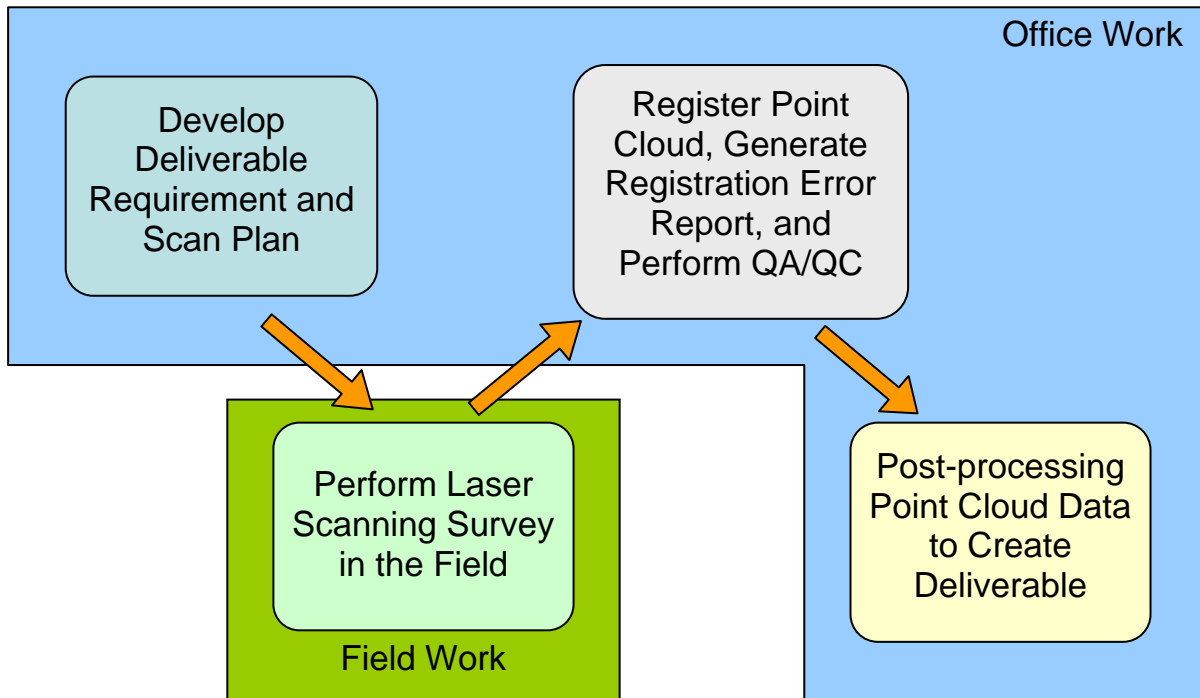 Office Work
Develop
Deliverable
Requirement and
Scan Plan
Register Point
Cloud, Generate
Registration Error
Report, and
Perform QA/QC
Perform Laser
Scanning Survey
in the Field
Field Work
Post-processing
Point Cloud Data
to Create
Deliverable